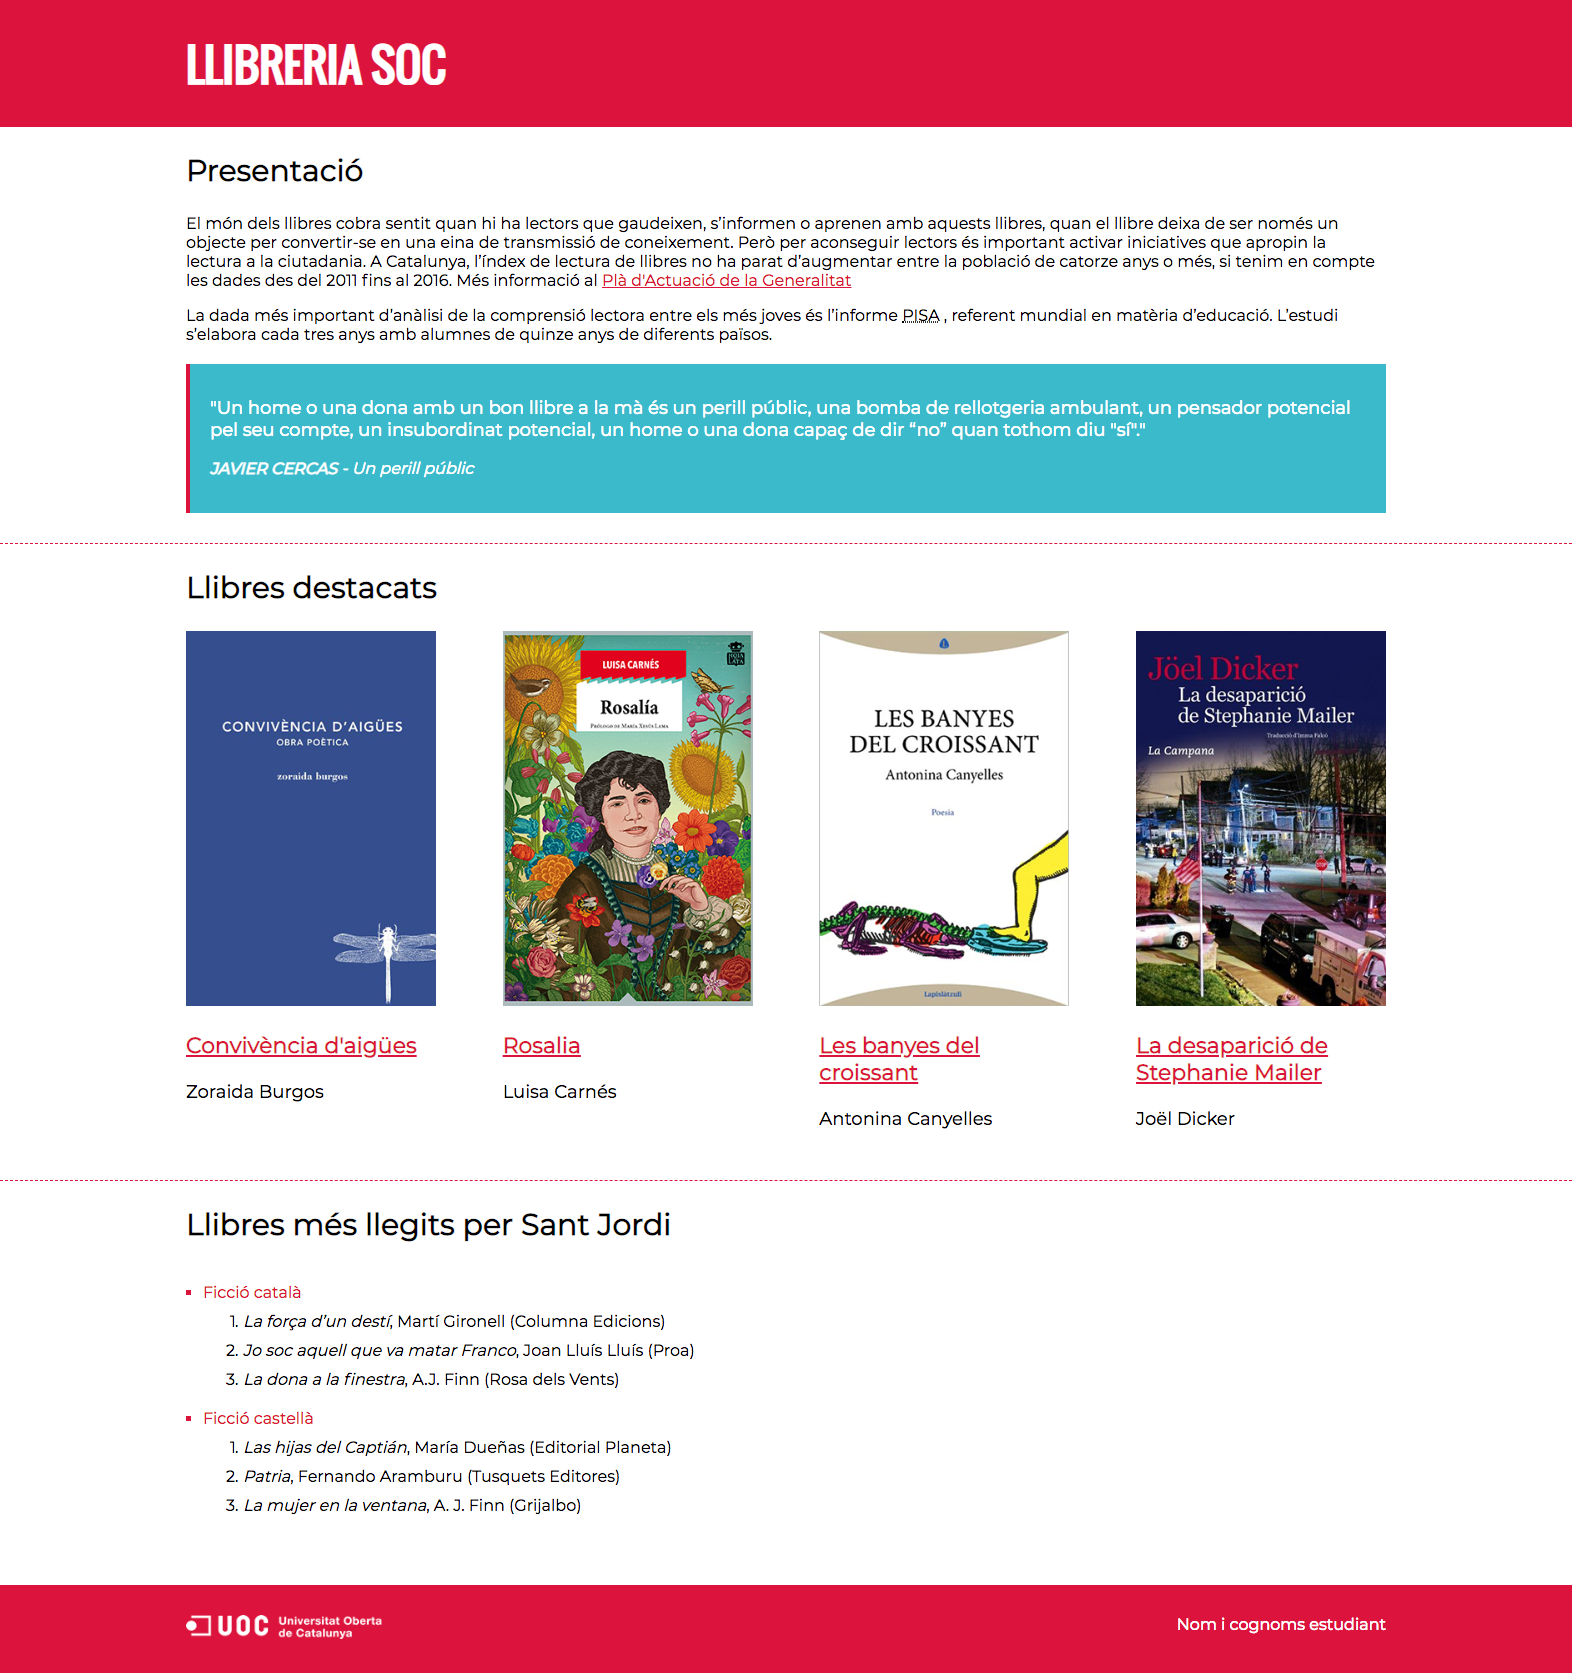 LLIBRERIA SOC
Presentació
El món dels llibres cobra sentit quan hi ha lectors que gaudeixen, s’informen o aprenen amb aquests llibres, quan el llibre deixa de ser només un
objecte per convertir-se en una eina de transmissió de coneixement. Però per aconseguir lectors és important activar iniciatives que apropin la
lectura a la ciutadania. A Catalunya, l’índex de lectura de llibres no ha parat d’augmentar entre la població de catorze anys o més, si tenim en compte
les dades des del 2011 fins al 2016. Més informació al Plà d'Actuació de la Generalitat
La dada més important d’anàlisi de la comprensió lectora entre els més joves és l’informe PISA , referent mundial en matèria d’educació. L’estudi
s’elabora cada tres anys amb alumnes de quinze anys de diferents països.
"Un home o una dona amb un bon llibre a la mà és un perill públic, una bomba de rellotgeria ambulant, un pensador potencial
pel seu compte, un insubordinat potencial, un home o una dona capaç de dir “no” quan tothom diu "sí"."
JAVIER CERCAS - Un perill públic
Llibres destacats
CONVIVÈNCIA D’AIGÜES
OBRA POÈTICA
zoraida burgos
LUISA CARNÉS
Rosalía
PRÓLOGO DE MARÍA XESÚS LAMA
LES BANYES
DEL CROISSANT
Antonina Canyelles
Poesia
Lapislàtzuli
Jöel Dicker
La desaparició
de Stephanie Mailer
Traducció d'Imma Falcó
La Campana
Convivència d'aigües
Zoraida Burgos
Rosalia
Luisa Carnés
Les banyes del
croissant
Antonina Canyelles
La desaparició de
Stephanie Mailer
Joël Dicker
Llibres més llegits per Sant Jordi
Ficció català
1. La força d’un destí, Martí Gironell (Columna Edicions)
2. Jo soc aquell que va matar Franco, Joan Lluís Lluís (Proa)
3. La dona a la finestra, A.J. Finn (Rosa dels Vents)
Ficció castellà
1. Las hijas del Captián, María Dueñas (Editorial Planeta)
2. Patria, Fernando Aramburu (Tusquets Editores)
3. La mujer en la ventana, A. J. Finn (Grijalbo)
UOC Universitat Oberta
de Catalunya
Nom i cognoms estudiant